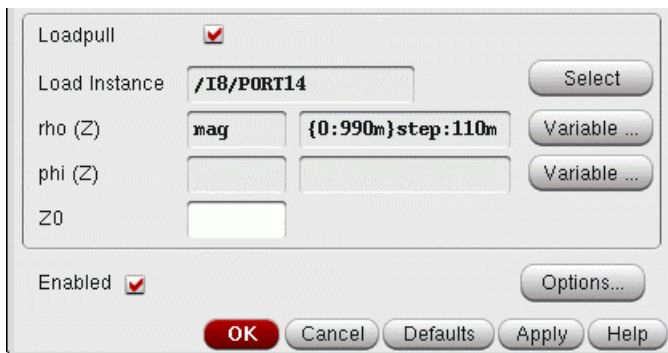 Loadpull
Load Instance /I8/PORT14 Select
rho (Z) mag {0:990m}step:110m Variable ...
phi (Z) Variable ...
Z0
Enabled Options...
OK Cancel Defaults Apply Help